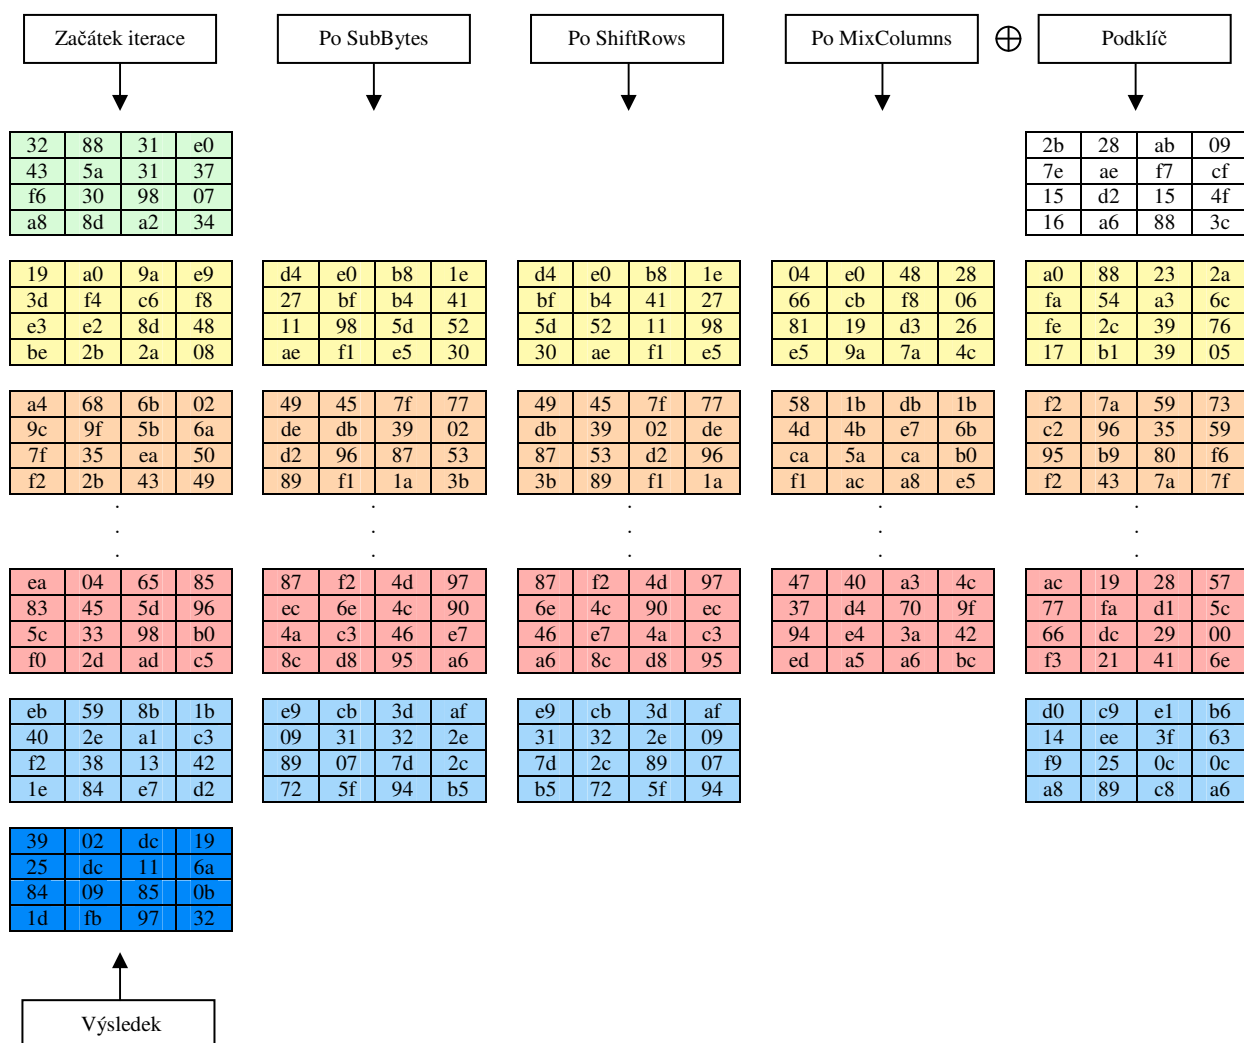 Začátek iterace Po SubBytes Po ShiftRows Po MixColumns ⊕ Podklíč
32 88 31 e0 2b 28 ab 09
43 5a 31 37 7e ae f7 cf
f6 30 98 07 15 d2 15 4f
a8 8d a2 34 16 a6 88 3c
19 a0 9a e9 d4 e0 b8 1e d4 e0 b8 1e 04 e0 48 28 a0 88 23 2a
3d f4 c6 f8 27 bf b4 41 bf b4 41 27 66 cb f8 06 fa 54 a3 6c
e3 e2 8d 48 11 98 5d 52 5d 52 11 98 81 19 d3 26 fe 2c 39 76
be 2b 2a 08 ae f1 e5 30 30 ae f1 e5 e5 9a 7a 4c 17 b1 39 05
a4 68 6b 02 49 45 7f 77 49 45 7f 77 58 1b db 1b f2 7a 59 73
9c 9f 5b 6a de db 39 02 db 39 02 de 4d 4b e7 6b c2 96 35 59
7f 35 ea 50 d2 96 87 53 87 53 d2 96 ca 5a ca b0 95 b9 80 f6
f2 2b 43 49 89 f1 1a 3b 3b 89 f1 1a f1 ac a8 e5 f2 43 7a 7f
. . . . .
. . . . .
. . . . .
ea 04 65 85 87 f2 4d 97 87 f2 4d 97 47 40 a3 4c ac 19 28 57
83 45 5d 96 ec 6e 4c 90 6e 4c 90 ec 37 d4 70 9f 77 fa d1 5c
5c 33 98 b0 4a c3 46 e7 46 e7 4a c3 94 e4 3a 42 66 dc 29 00
f0 2d ad c5 8c d8 95 a6 a6 8c d8 95 ed a5 a6 bc f3 21 41 6e
eb 59 8b 1b e9 cb 3d af e9 cb 3d af d0 c9 e1 b6
40 2e a1 c3 09 31 32 2e 31 32 2e 09 14 ee 3f 63
f2 38 13 42 89 07 7d 2c 7d 2c 89 07 f9 25 0c 0c
1e 84 e7 d2 72 5f 94 b5 b5 72 5f 94 a8 89 c8 a6
39 02 dc 19
25 dc 11 6a
84 09 85 0b
1d fb 97 32
Výsledek